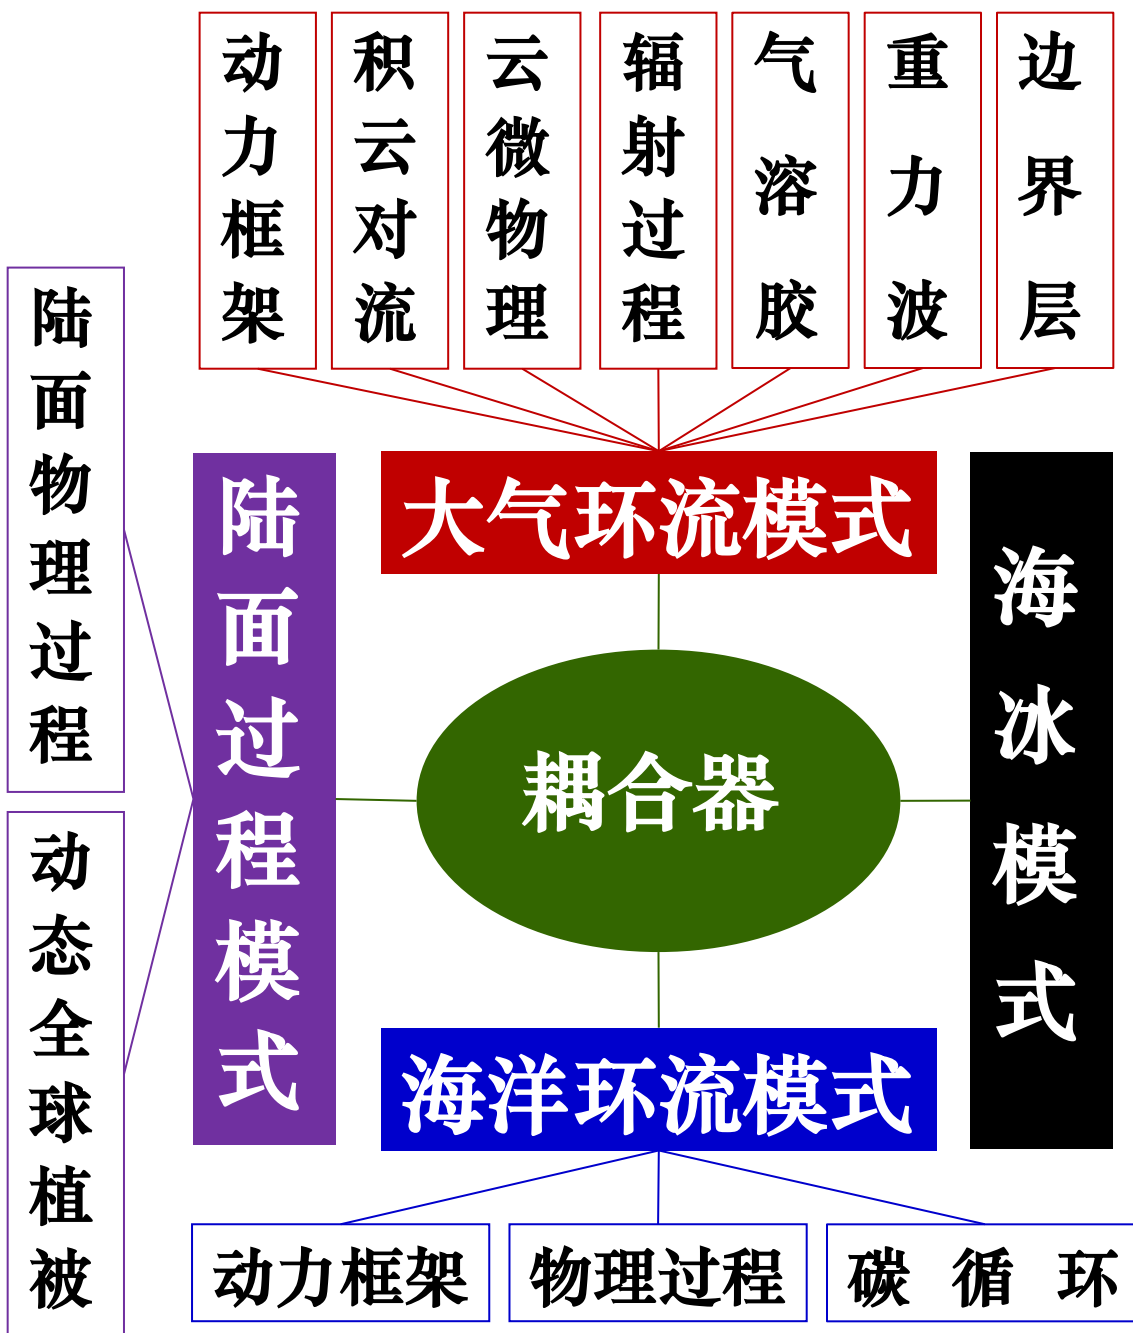 动力框架
积云对流
云微物理
辐射过程
气溶胶
重力波
边界层
陆面物理过程
动态全球植被
陆面过程模式
大气环流模式
耦合器
海冰模式
海洋环流模式
动力框架
物理过程
碳 循 环